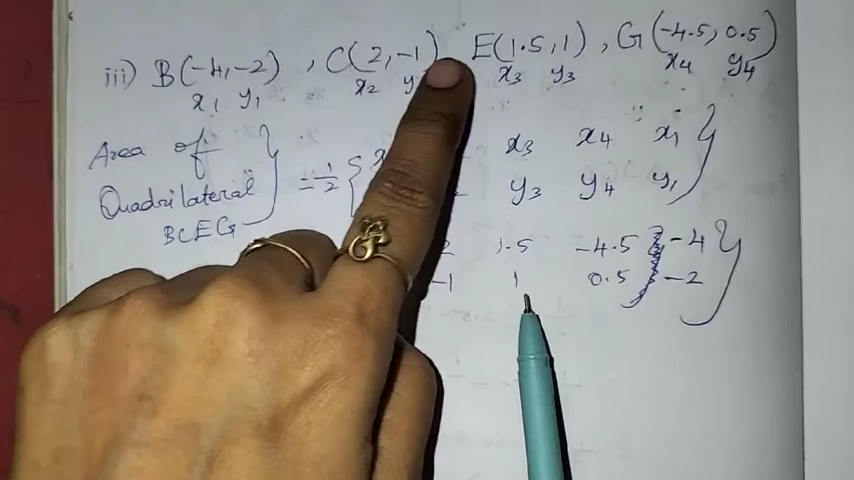 iii) B(-4,-2) , C(2,-1) E(1.5,1) , G(-4.5, 0.5)
x₁ y₁ x₂ y x₃ y₃ x₄ y₄
Area of } = 1/2 { x x₃ x₄ x₁ }
Quadrilateral BCEG y₃ y₄ y₁
2 1.5 -4.5 -4 }
-1 1 0.5 -2